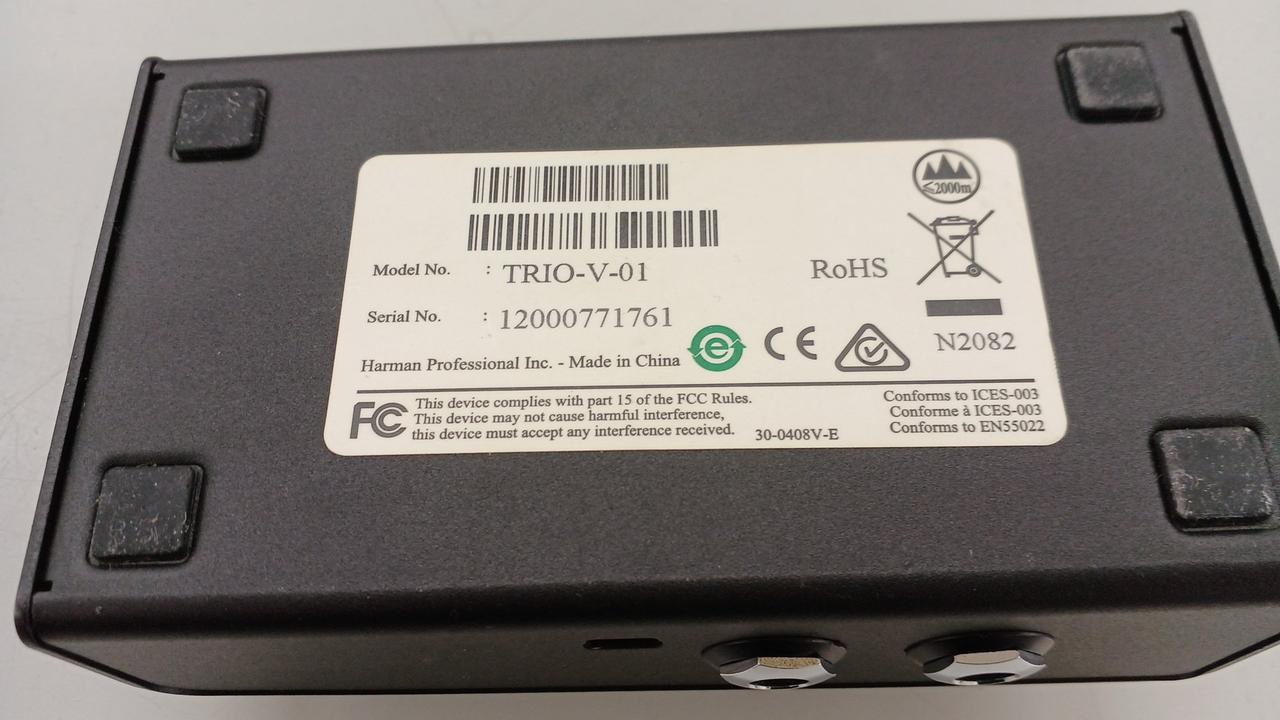 ≤2000m
Model No. : TRIO-V-01
RoHS
Serial No. : 12000771761
N2082
Harman Professional Inc. - Made in China
e
CE
FC
This device complies with part 15 of the FCC Rules.
This device may not cause harmful interference,
this device must accept any interference received.
30-0408V-E
Conforms to ICES-003
Conforme à ICES-003
Conforms to EN55022